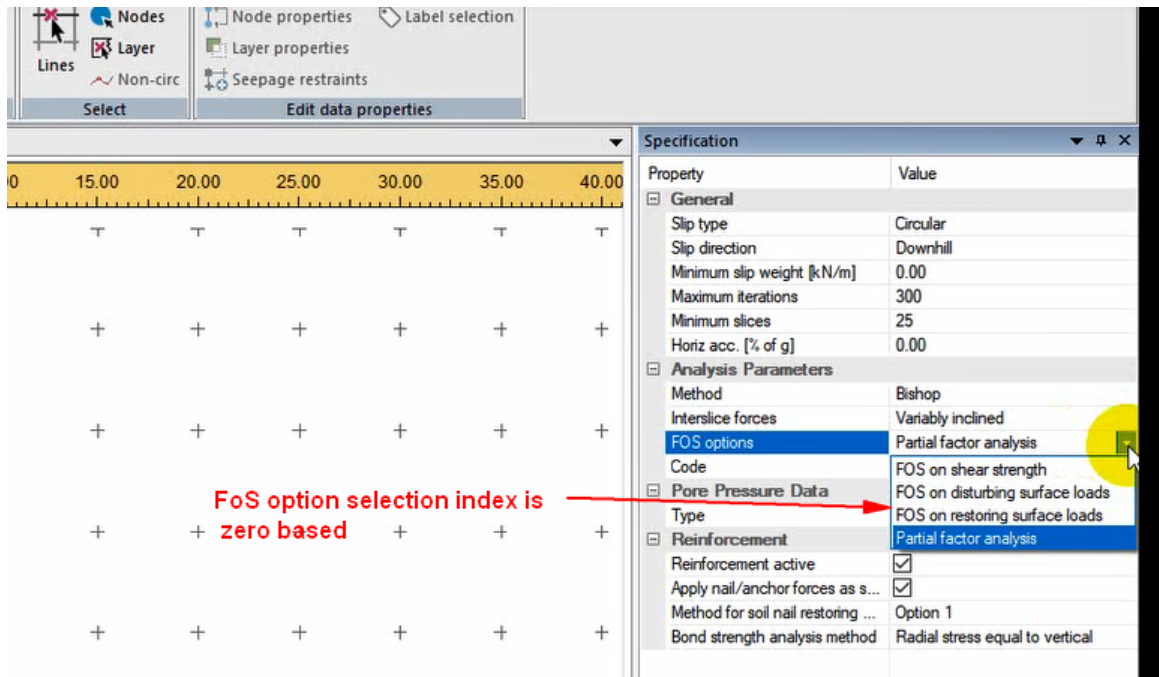 Nodes
Node properties
Label selection
Layer
Layer properties
Lines
Non-circ
Seepage restraints
Select
Edit data properties
Specification
15.00 20.00 25.00 30.00 35.00 40.00
Property Value
General
Slip type Circular
Slip direction Downhill
Minimum slip weight [kN/m] 0.00
Maximum iterations 300
Minimum slices 25
Horiz acc. [% of g] 0.00
Analysis Parameters
Method Bishop
Interslice forces Variably inclined
FOS options Partial factor analysis
Code
FOS on shear strength
Pore Pressure Data
FOS on disturbing surface loads
Type
FOS on restoring surface loads
Partial factor analysis
FoS option selection index is
zero based
Reinforcement
Reinforcement active
Apply nail/anchor forces as s...
Method for soil nail restoring ... Option 1
Bond strength analysis method Radial stress equal to vertical